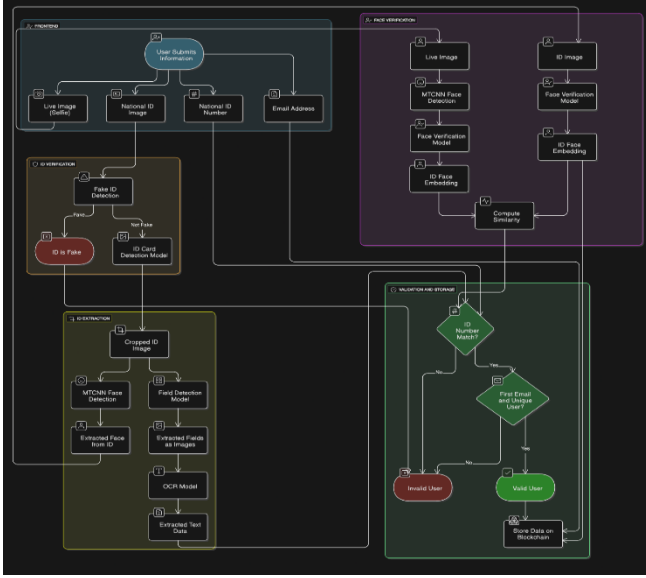 FRONTEND
User Submits
Information
Live Image
(Selfie)
National ID
Image
National ID
Number
Email Address
FACE VERIFICATION
Live Image
ID Image
MTCNN Face
Detection
Face Verification
Model
Face Verification
Model
ID Face
Embedding
ID Face
Embedding
Compute
Similarity
ID VERIFICATION
Fake ID
Detection
Fake
Not Fake
ID is Fake
ID Card
Detection Model
ID EXTRACTION
Cropped ID
Image
MTCNN Face
Detection
Field Detection
Model
Extracted Face
from ID
Extracted Fields
as Images
OCR Model
Extracted Text
Data
VALIDATION AND STORAGE
ID
Number
Match?
No
Yes
First Email
and Unique
User?
No
Yes
Invalid User
Valid User
Store Data on
Blockchain